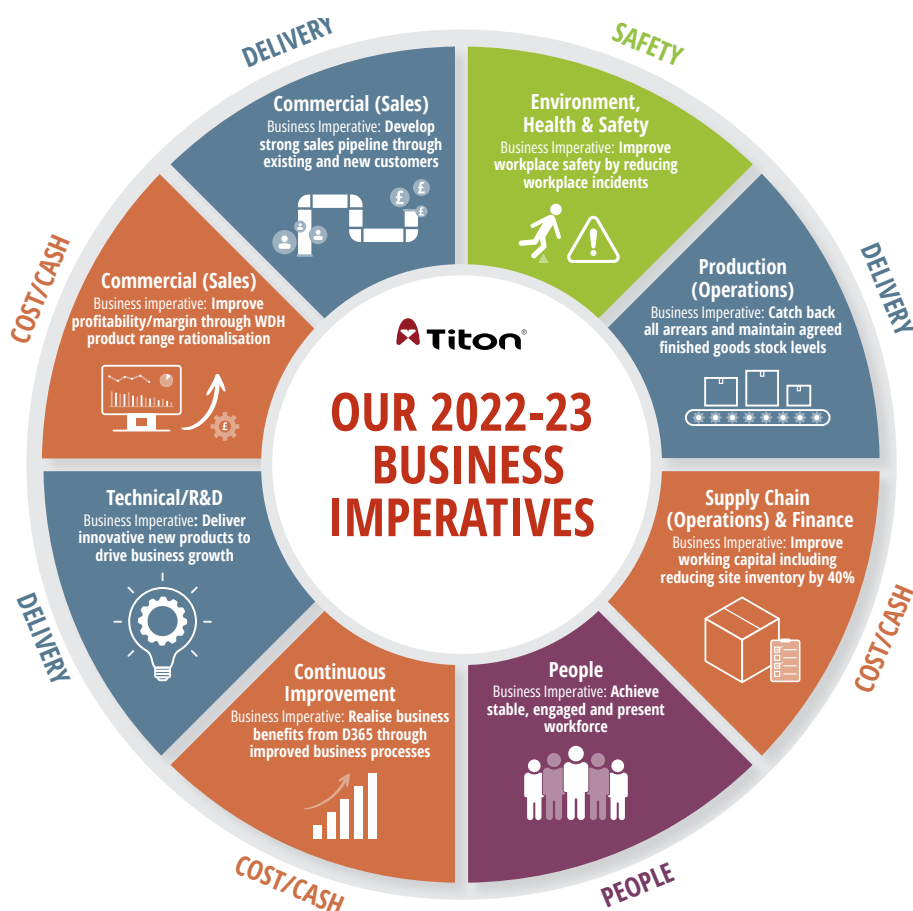 DELIVERY
Commercial (Sales)
Business Imperative: Develop
strong sales pipeline through
existing and new customers
£
£
£
SAFETY
Environment,
Health & Safety
Business Imperative: Improve
workplace safety by reducing
workplace incidents
DELIVERY
Production
(Operations)
Business Imperative: Catch back
all arrears and maintain agreed
finished goods stock levels
COST/CASH
Supply Chain
(Operations) & Finance
Business Imperative: Improve
working capital including
reducing site inventory by 40%
PEOPLE
People
Business Imperative: Achieve
stable, engaged and present
workforce
COST/CASH
Continuous
Improvement
Business Imperative: Realise business
benefits from D365 through
improved business processes
DELIVERY
Technical/R&D
Business Imperative: Deliver
innovative new products to
drive business growth
COST/CASH
Commercial (Sales)
Business imperative: Improve
profitability/margin through WDH
product range rationalisation
£
Titon®
OUR 2022-23
BUSINESS
IMPERATIVES